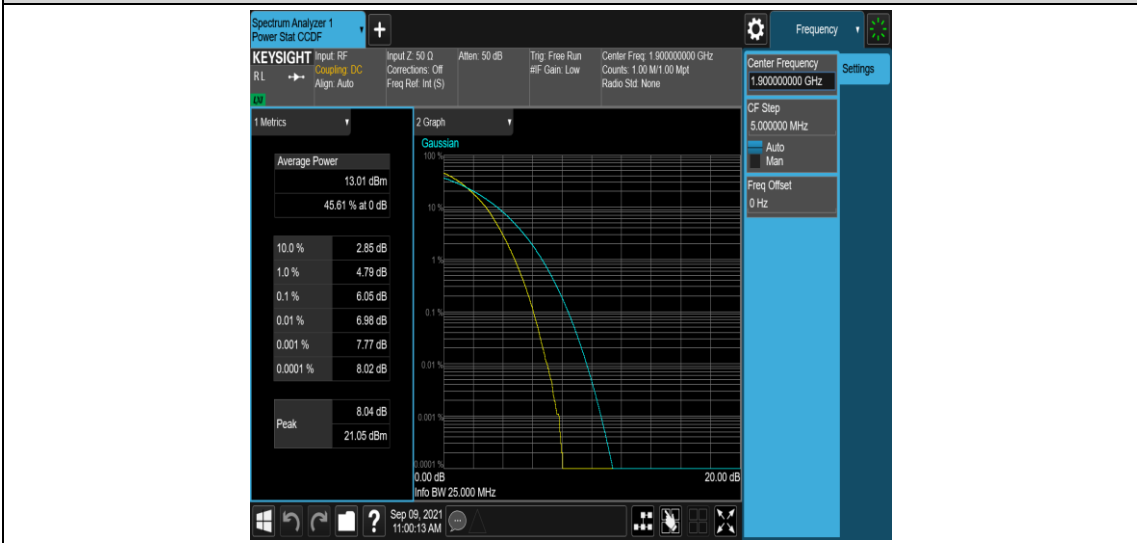 Spectrum Analyzer 1
Power Stat CCDF
+
Frequency
KEYSIGHT
RL
LXI
Input: RF
Coupling: DC
Align: Auto
Input Z: 50 Ω
Corrections: Off
Freq Ref: Int (S)
Atten: 50 dB
Trig: Free Run
#IF Gain: Low
Center Freq: 1.900000000 GHz
Counts: 1.00 M/1.00 Mpt
Radio Std: None
Center Frequency
1.900000000 GHz
Settings
CF Step
5.000000 MHz
Auto
Man
Freq Offset
0 Hz
1 Metrics
Average Power
13.01 dBm
45.61 % at 0 dB
10.0 % 2.85 dB
1.0 % 4.79 dB
0.1 % 6.05 dB
0.01 % 6.98 dB
0.001 % 7.77 dB
0.0001 % 8.02 dB
Peak 8.04 dB
21.05 dBm
2 Graph
Gaussian
100 %
10 %
1 %
0.1 %
0.01 %
0.001 %
0.0001 %
0.00 dB 20.00 dB
Info BW 25.000 MHz
?
Sep 09, 2021
11:00:13 AM